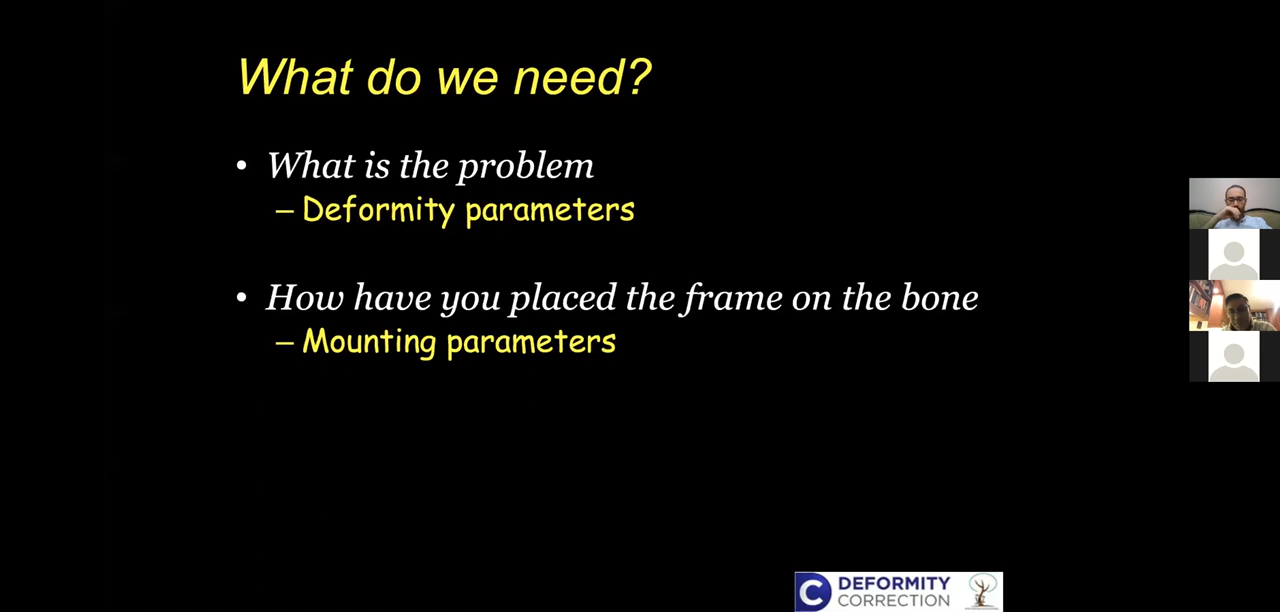 What do we need?
• What is the problem
– Deformity parameters
• How have you placed the frame on the bone
– Mounting parameters
C DEFORMITY
CORRECTION